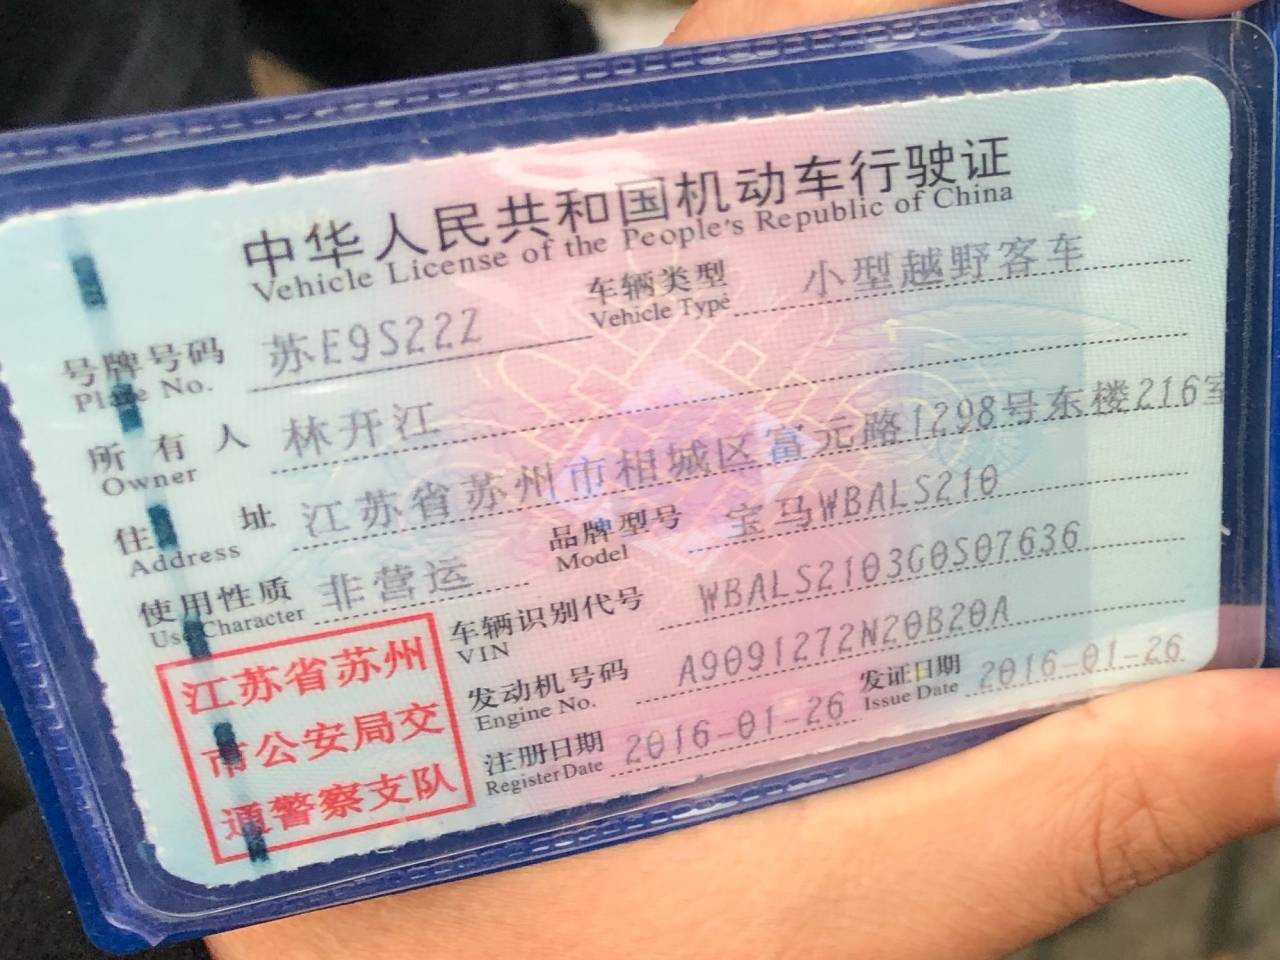 中华人民共和国机动车行驶证
Vehicle License of the People's Republic of China
号牌号码 苏E9S22Z 车辆类型 小型越野客车
Plate No. Vehicle Type
所有人 林开江
Owner
住址 江苏省苏州市相城区富元路1298号东楼216室
Address
使用性质 非营运 品牌型号 宝马WBALS210
Use Character Model
车辆识别代号 WBALS2103G0S07636
VIN
发动机号码 A9091272N20B20A
Engine No.
注册日期 2016-01-26 发证日期 2016-01-26
Register Date Issue Date
江苏省苏州
市公安局交
通警察支队